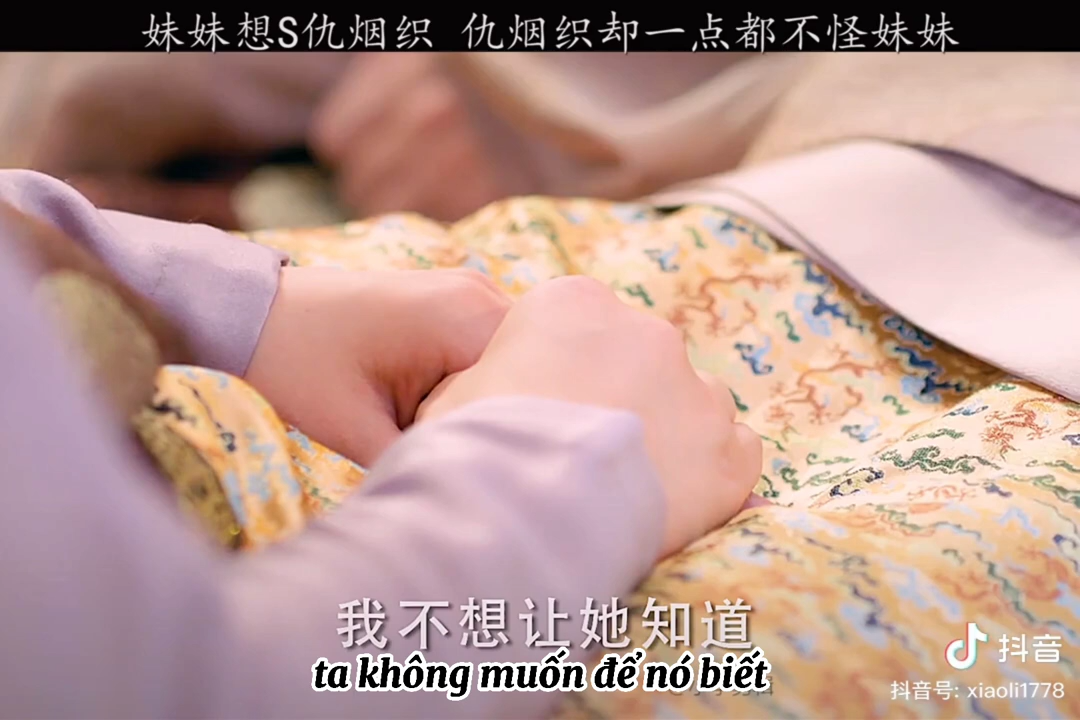 妹妹想S仇烟织 仇烟织却一点都不怪妹妹
我不想让她知道
ta không muốn để nó biết
抖音
抖音号: xiaoli1778